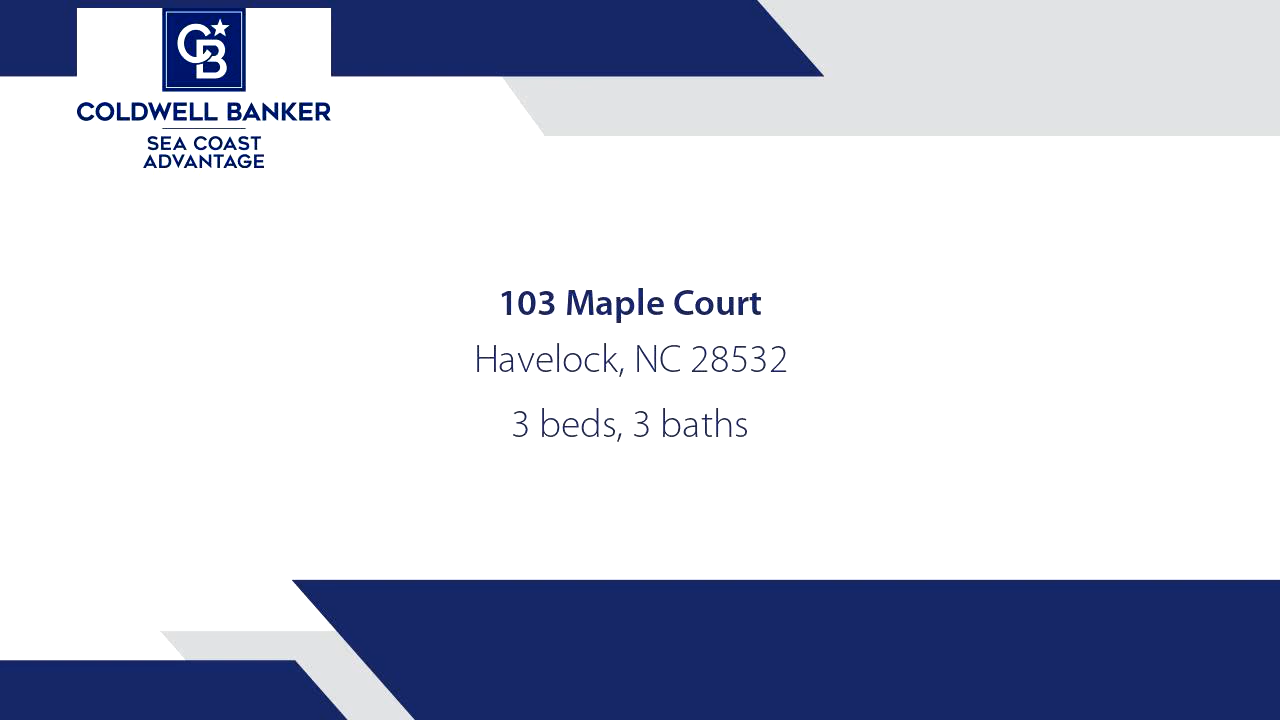 CB
COLDWELL BANKER
SEA COAST
ADVANTAGE
103 Maple Court
Havelock, NC 28532
3 beds, 3 baths